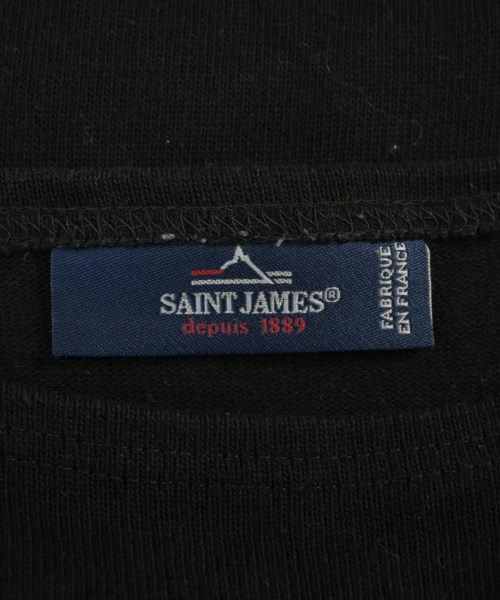 SAINT JAMES®
depuis 1889
FABRIQUÉ
EN FRANCE